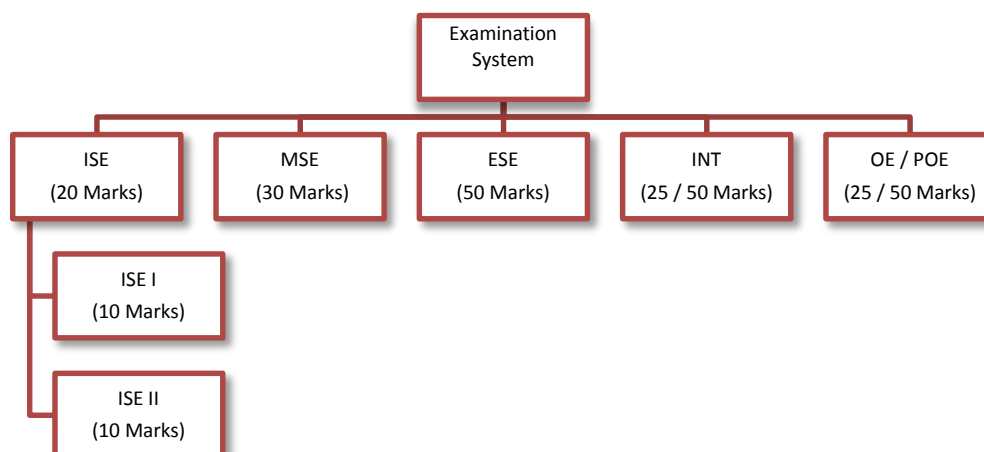 Examination
System
ISE
(20 Marks)
MSE
(30 Marks)
ESE
(50 Marks)
INT
(25 / 50 Marks)
OE / POE
(25 / 50 Marks)
ISE I
(10 Marks)
ISE II
(10 Marks)